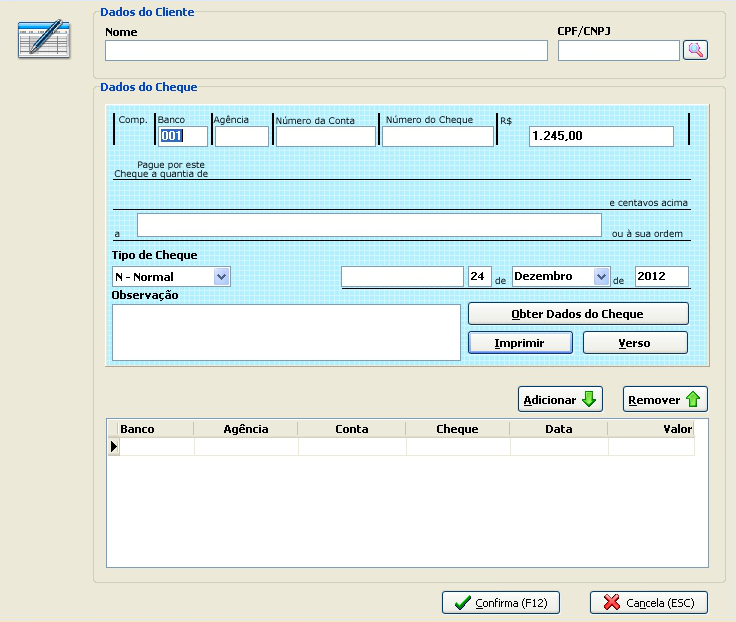 Dados do Cliente
Nome CPF/CNPJ
Dados do Cheque
Comp. Banco Agência Número da Conta Número do Cheque R$
001 1.245,00
Pague por este
Cheque a quantia de
e centavos acima
a ou à sua ordem
Tipo de Cheque
N - Normal 24 de Dezembro de 2012
Observação
Obter Dados do Cheque
Imprimir Verso
Adicionar Remover
Banco Agência Conta Cheque Data Valor
Confirma (F12) Cancela (ESC)